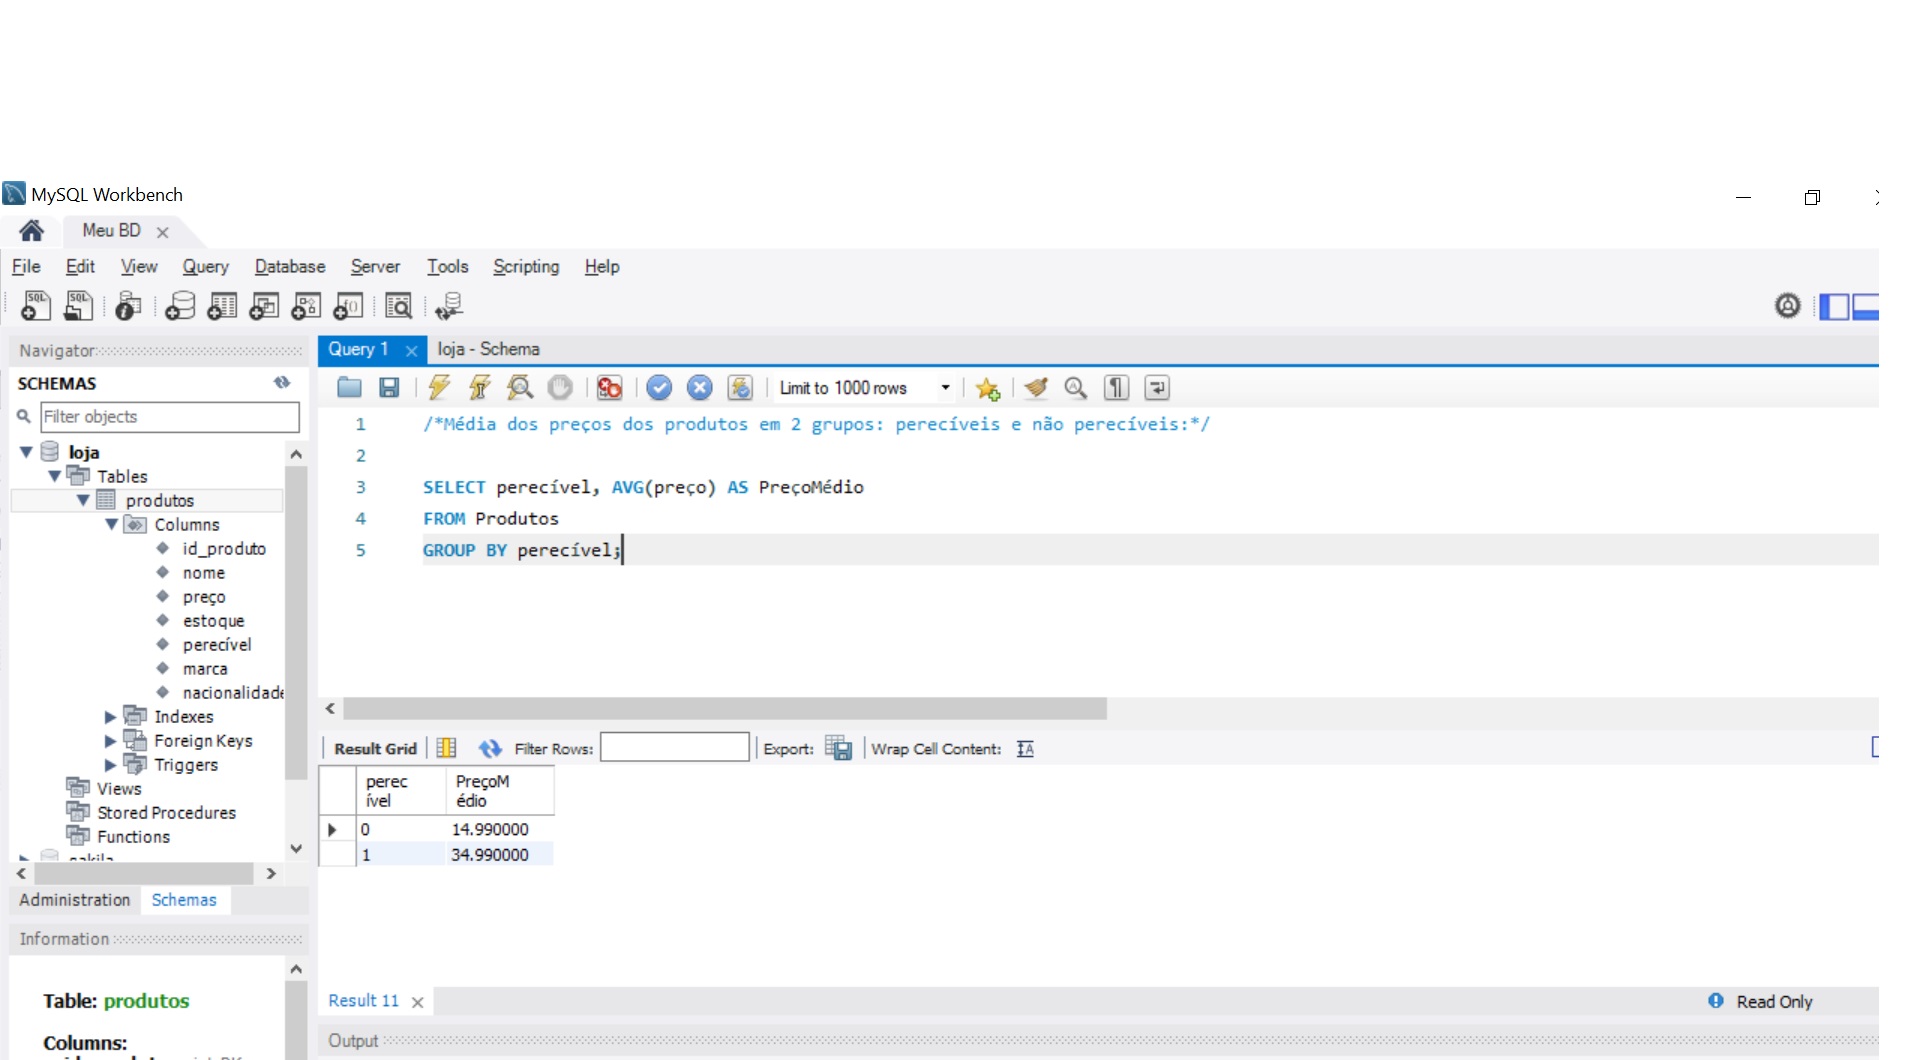 MySQL Workbench
Meu BD
File Edit View Query Database Server Tools Scripting Help
Navigator
SCHEMAS
Filter objects
loja
Tables
produtos
Columns
id_produto
nome
preço
estoque
perecível
marca
nacionalidade
Indexes
Foreign Keys
Triggers
Views
Stored Procedures
Functions
sakila
Administration Schemas
Information
Table: produtos
Columns:
Query 1 loja - Schema
Limit to 1000 rows
1 /*Média dos preços dos produtos em 2 grupos: perecíveis e não perecíveis:*/
2
3 SELECT perecível, AVG(preço) AS PreçoMédio
4 FROM Produtos
5 GROUP BY perecível;
Result Grid Filter Rows: Export: Wrap Cell Content:
perec
ível
PreçoM
édio
0 14.990000
1 34.990000
Result 11
Read Only
Output